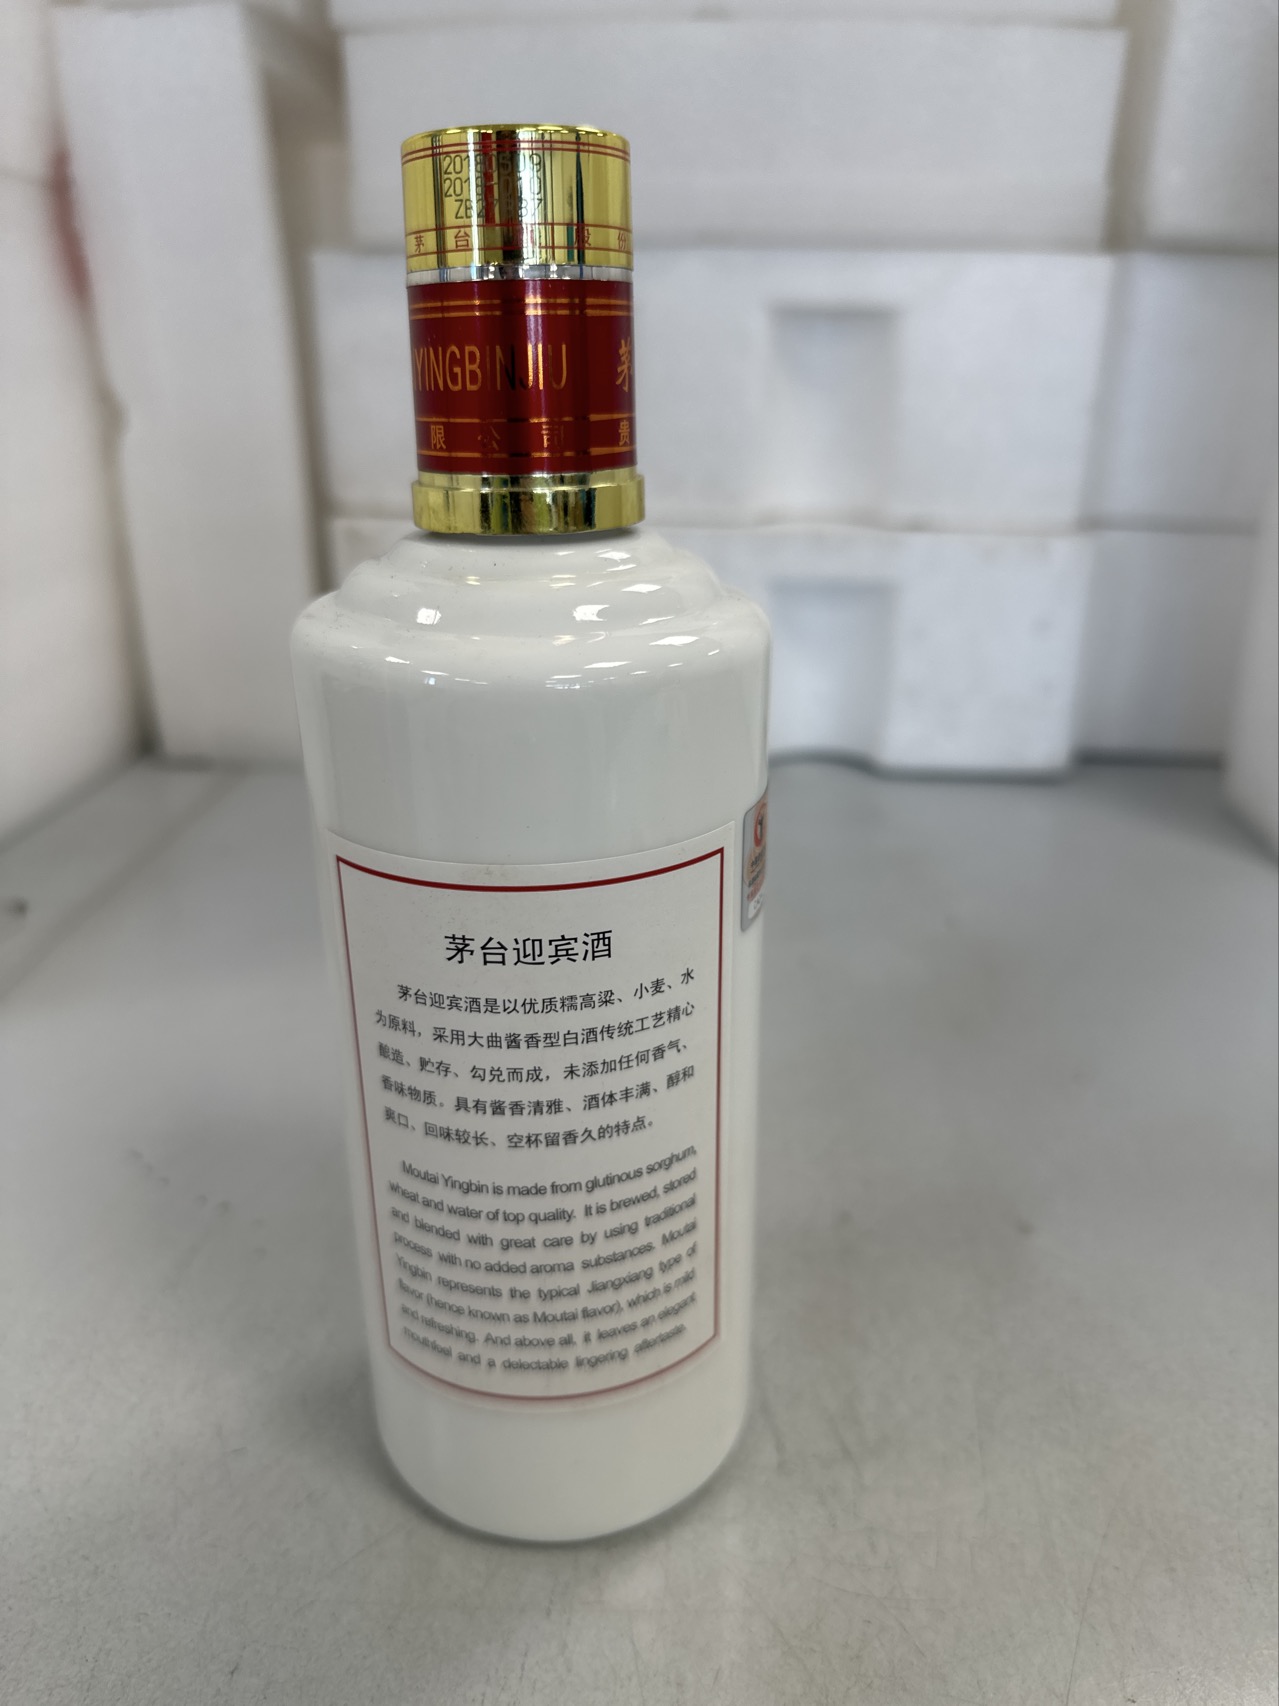 茅 台 股 份
YINGBINJIU 茅
限 公 司 贵
茅台迎宾酒
茅台迎宾酒是以优质糯高粱、小麦、水
为原料，采用大曲酱香型白酒传统工艺精心
酿造、贮存、勾兑而成，未添加任何香气、
香味物质。具有酱香清雅、酒体丰满、醇和
爽口、回味较长、空杯留香久的特点。
Moutai Yingbin is made from glutinous sorghum,
wheat and water of top quality. It is brewed, stored
and blended with great care by using traditional
process with no added aroma substances. Moutai
Yingbin represents the typical Jiangxiang type of
flavor (hence known as Moutai flavor), which is mild
and refreshing. And above all, it leaves an elegant
mouthfeel and a delectable lingering aftertaste.